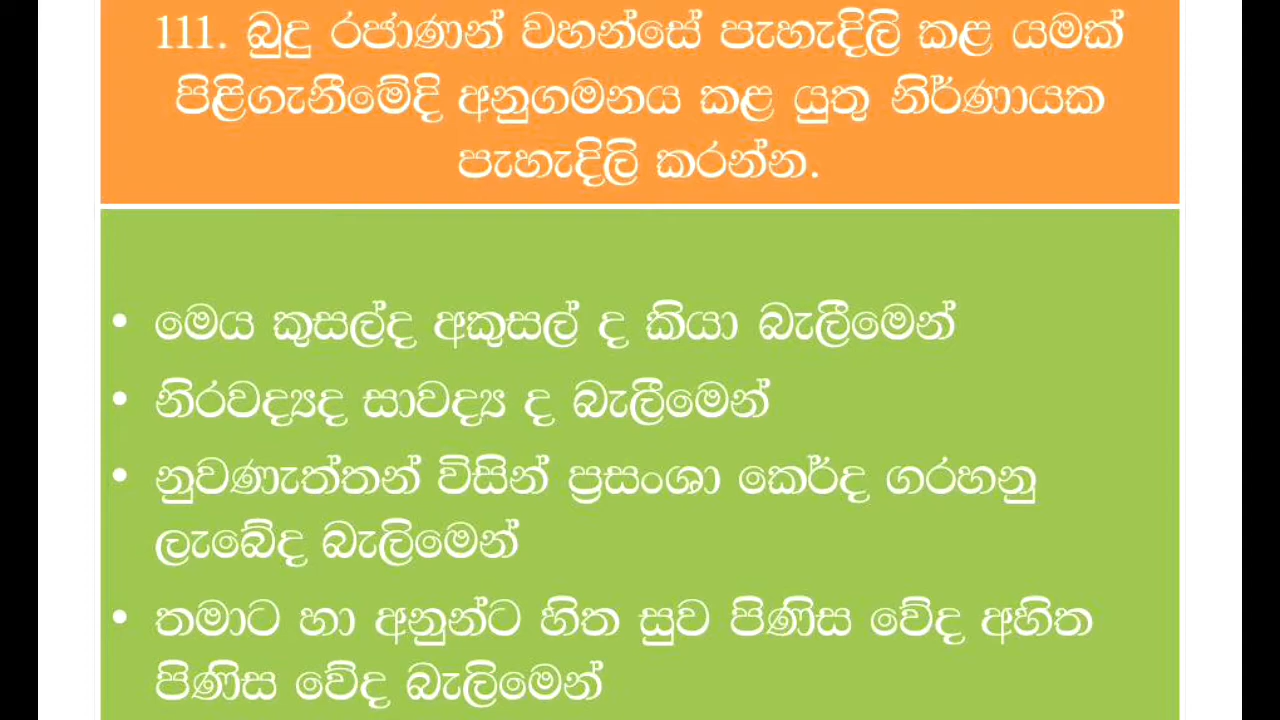 111. බුදු රජාණන් වහන්සේ පැහැදිලි කළ යමක්
පිළිගැනීමේදි අනුගමනය කළ යුතු නිර්ණායක
පැහැදිලි කරන්න.
• මෙය කුසල්ද අකුසල් ද කියා බැලීමෙන්
• නිරවද්‍යද සාවද්‍ය ද බැලීමෙන්
• නුවණැත්තන් විසින් ප්‍රසංශා කෙර්ද ගරහනු
ලැබේද බැලිමෙන්
• තමාට හා අනුන්ට හිත සුව පිණිස වේද අහිත
පිණිස වේද බැලිමෙන්